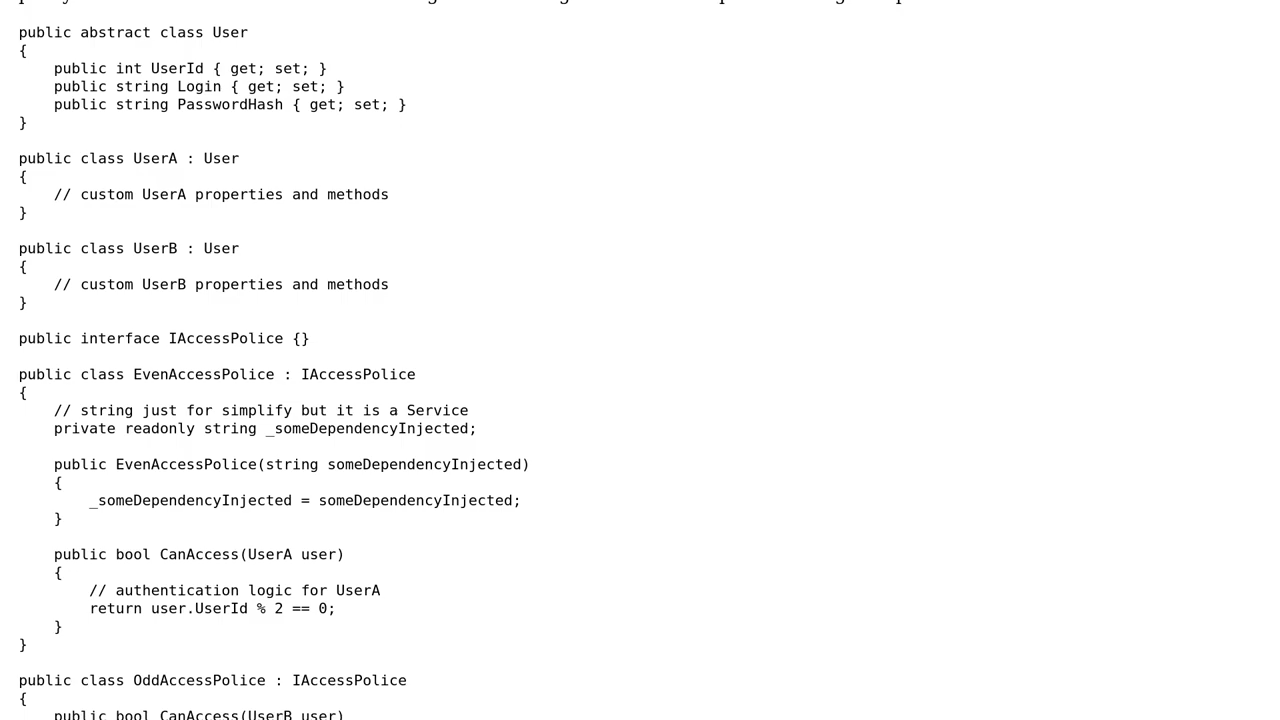 public abstract class User
{
    public int UserId { get; set; }
    public string Login { get; set; }
    public string PasswordHash { get; set; }
}
public class UserA : User
{
    // custom UserA properties and methods
}
public class UserB : User
{
    // custom UserB properties and methods
}
public interface IAccessPolice {}
public class EvenAccessPolice : IAccessPolice
{
    // string just for simplify but it is a Service
    private readonly string _someDependencyInjected;
    public EvenAccessPolice(string someDependencyInjected)
    {
        _someDependencyInjected = someDependencyInjected;
    }
    public bool CanAccess(UserA user)
    {
        // authentication logic for UserA
        return user.UserId % 2 == 0;
    }
}
public class OddAccessPolice : IAccessPolice
{
    public bool CanAccess(UserB user)